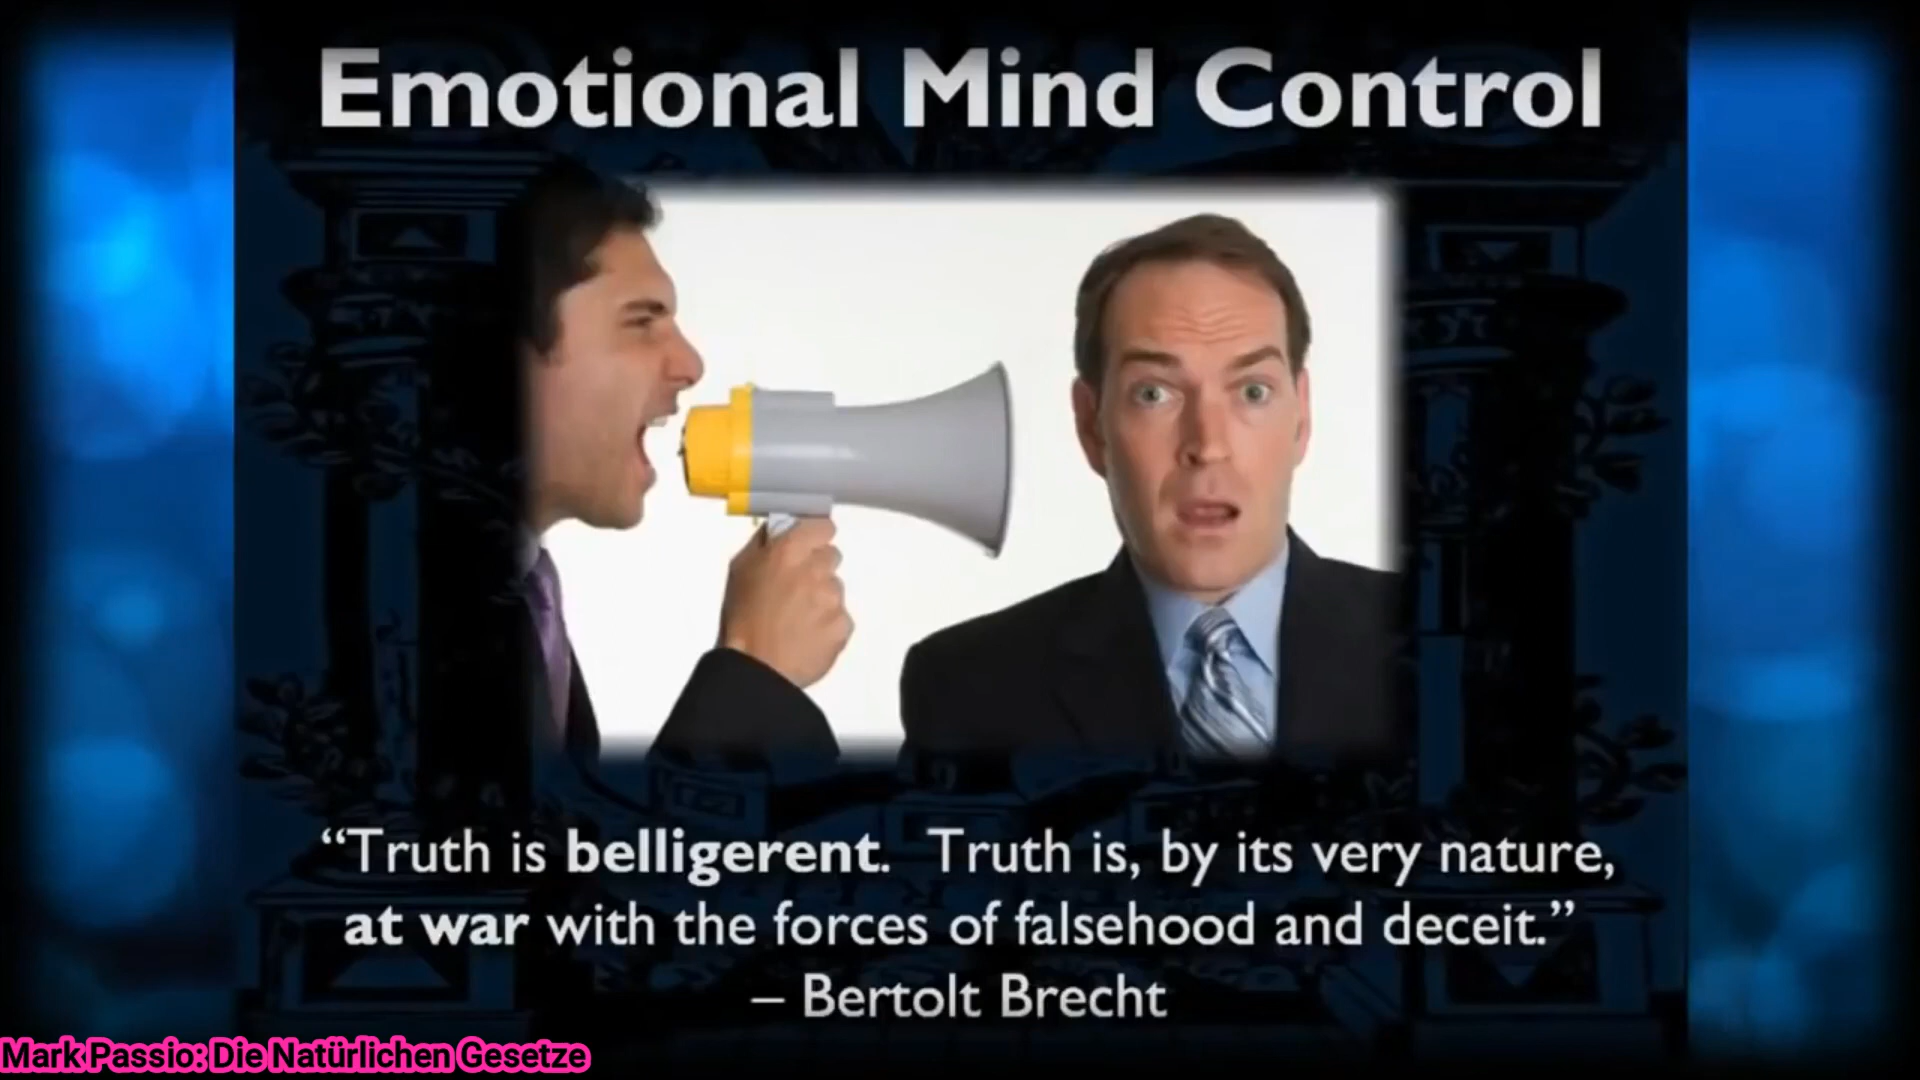 Emotional Mind Control
“Truth is belligerent. Truth is, by its very nature,
at war with the forces of falsehood and deceit.”
– Bertolt Brecht
Mark Passio: Die Natürlichen Gesetze